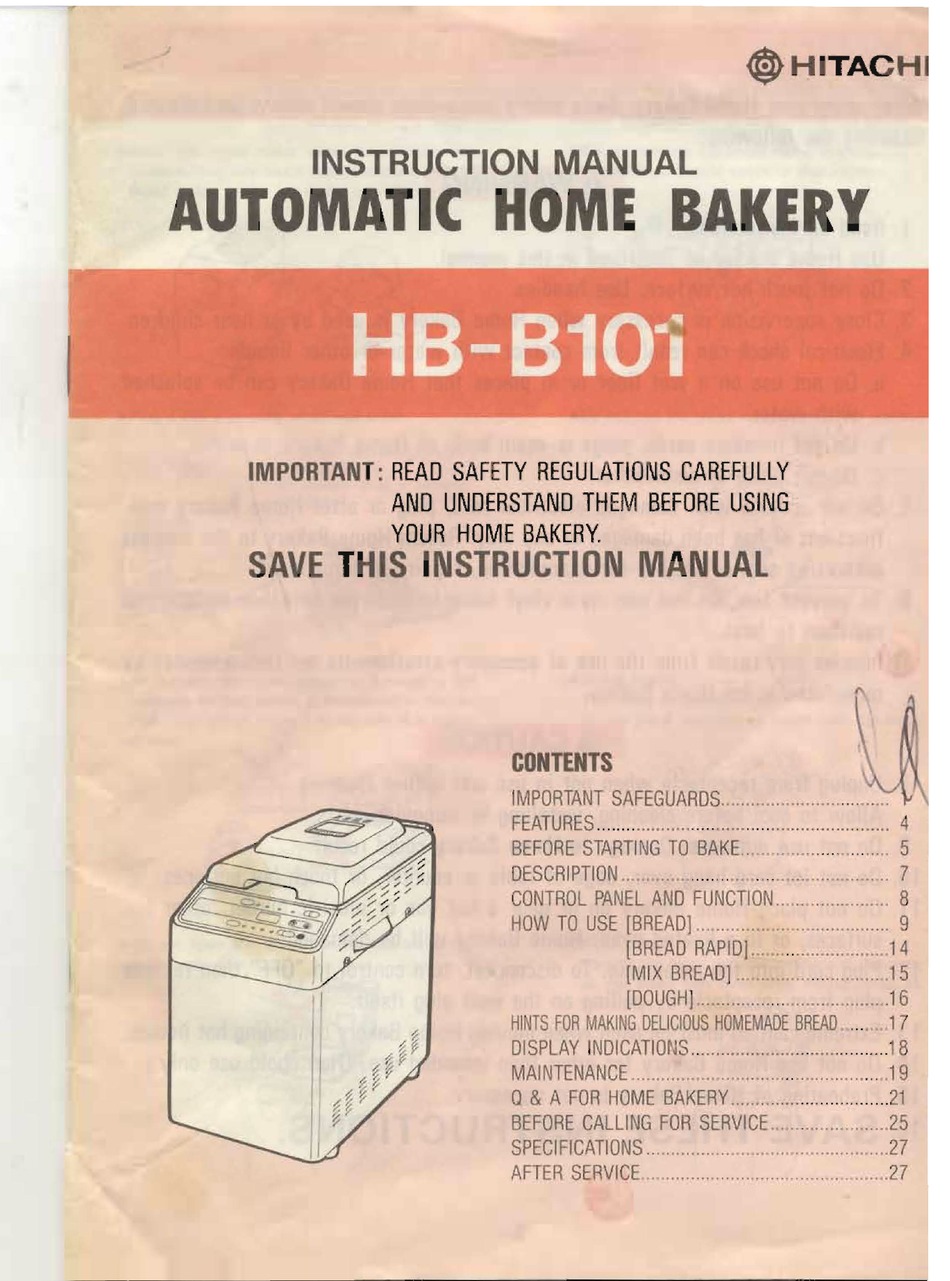 HITACHI
INSTRUCTION MANUAL
AUTOMATIC HOME BAKERY
HB-B101
IMPORTANT: READ SAFETY REGULATIONS CAREFULLY
AND UNDERSTAND THEM BEFORE USING
YOUR HOME BAKERY.
SAVE THIS INSTRUCTION MANUAL
CONTENTS
IMPORTANT SAFEGUARDS.................................... 1
FEATURES.................................................................. 4
BEFORE STARTING TO BAKE................................ 5
DESCRIPTION............................................................ 7
CONTROL PANEL AND FUNCTION........................ 8
HOW TO USE [BREAD]........................................... 9
[BREAD RAPID].............................14
[MIX BREAD]................................15
[DOUGH].......................................16
HINTS FOR MAKING DELICIOUS HOMEMADE BREAD..........17
DISPLAY INDICATIONS..........................................18
MAINTENANCE.......................................................19
Q & A FOR HOME BAKERY..................................21
BEFORE CALLING FOR SERVICE.........................25
SPECIFICATIONS....................................................27
AFTER SERVICE.....................................................27